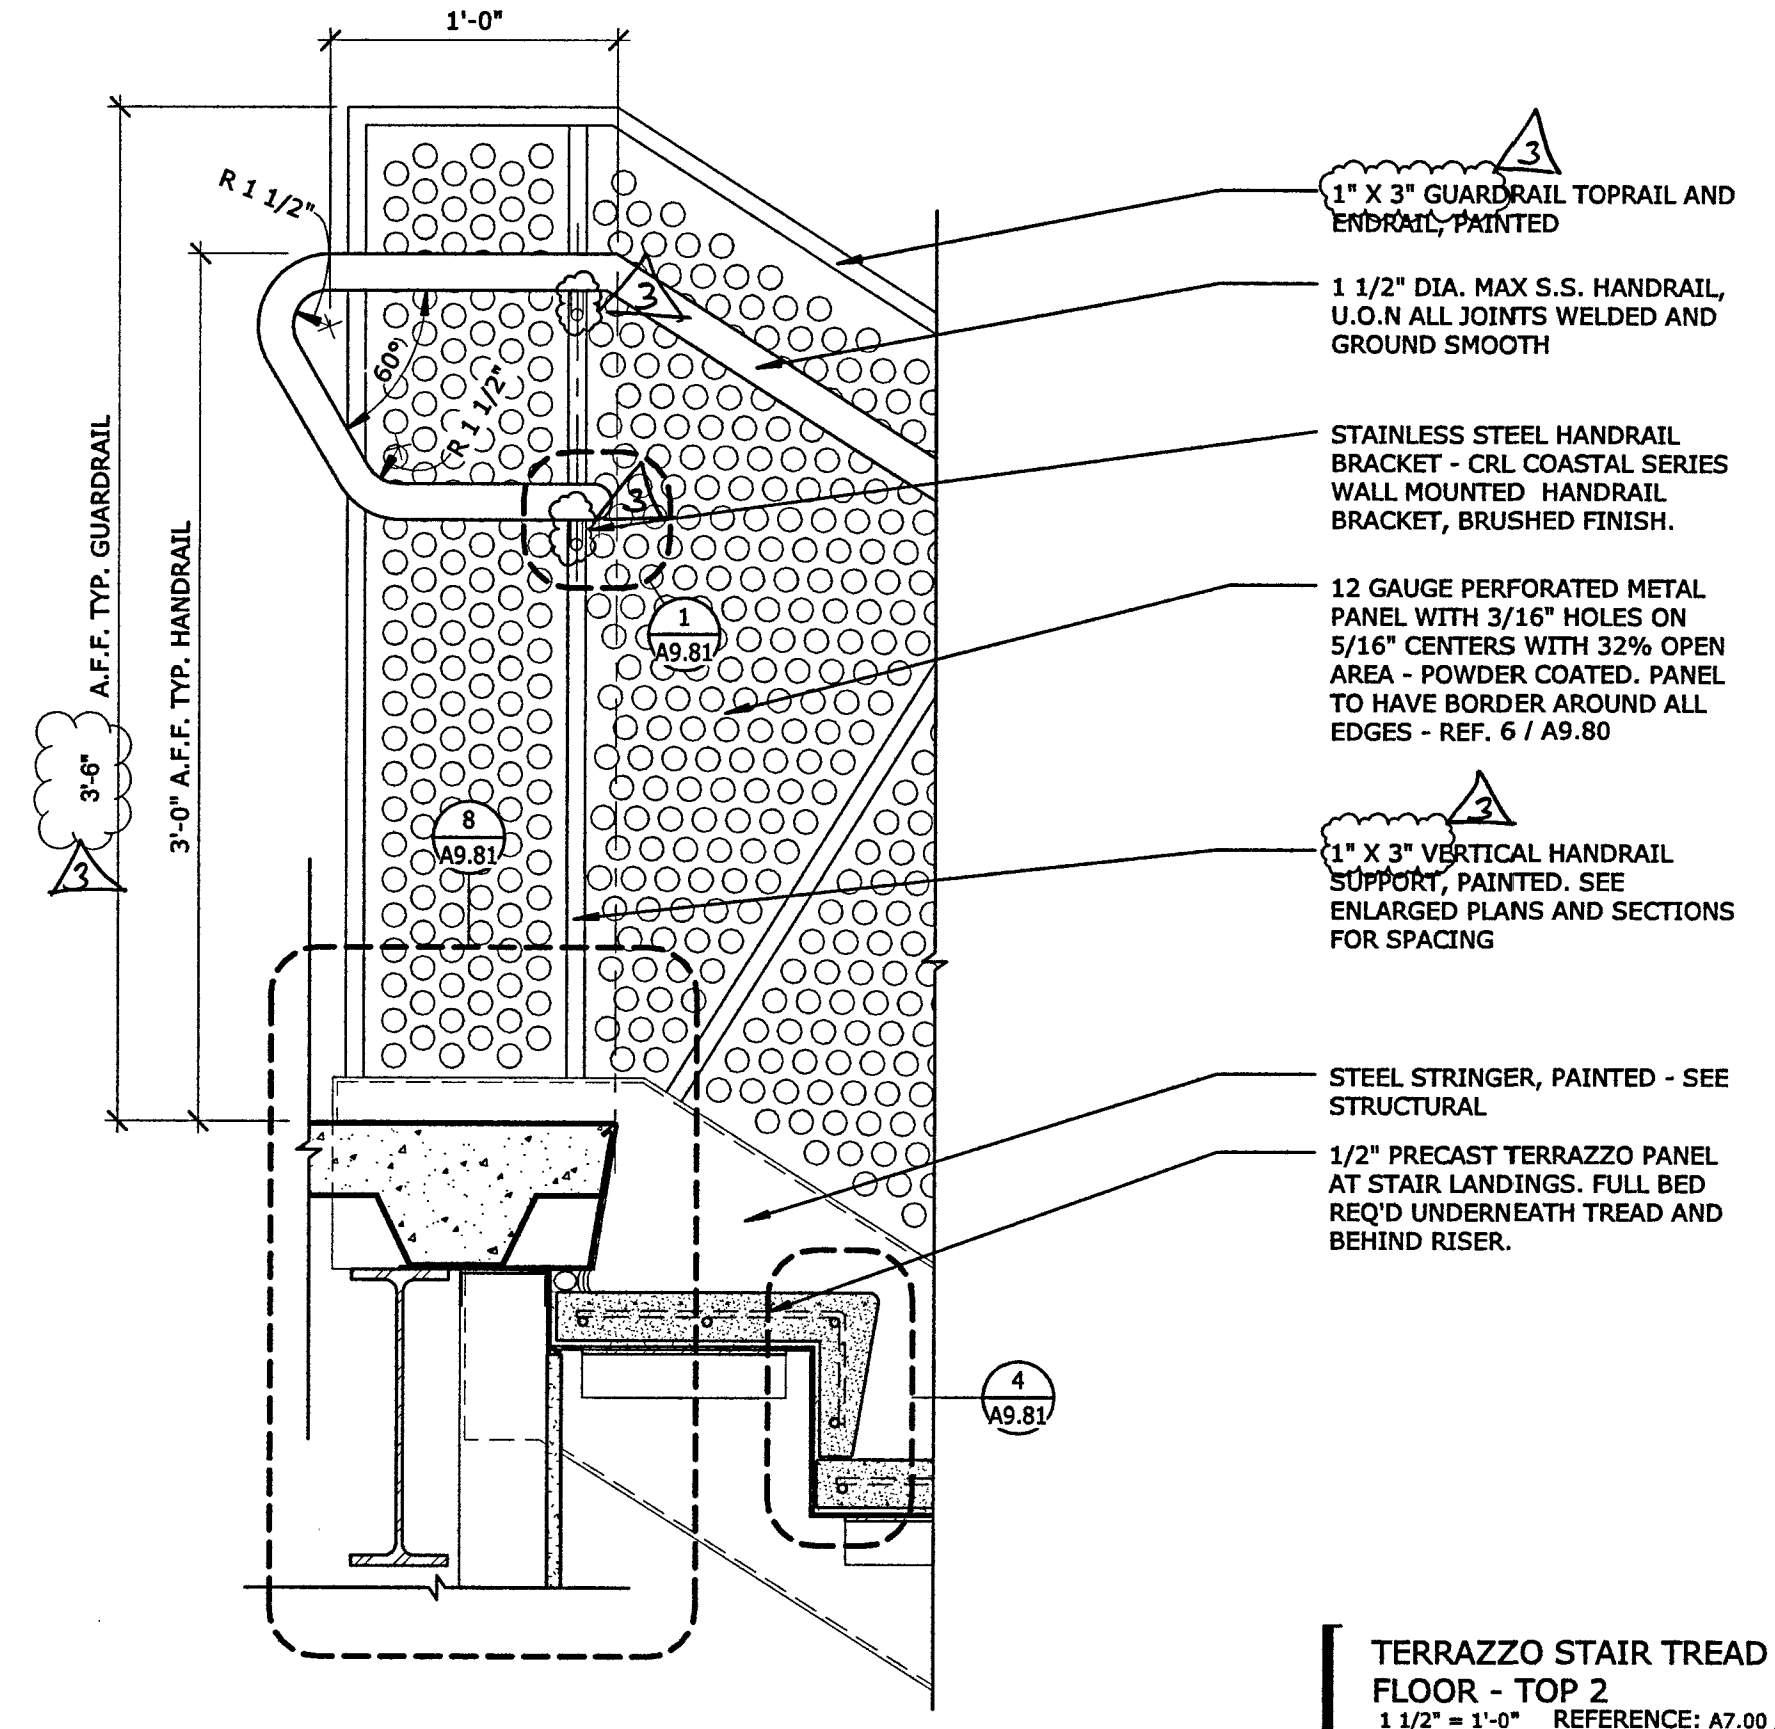 1'-0"
R 1 1/2"
60°
R 1 1/2"
A.F.F. TYP. GUARDRAIL
3'-6"
3
3'-0" A.F.F. TYP. HANDRAIL
3
3
1
A9.81
8
A9.81
4
A9.81
3
1" X 3" GUARDRAIL TOPRAIL AND
ENDRAIL, PAINTED
1 1/2" DIA. MAX S.S. HANDRAIL,
U.O.N ALL JOINTS WELDED AND
GROUND SMOOTH
STAINLESS STEEL HANDRAIL
BRACKET - CRL COASTAL SERIES
WALL MOUNTED HANDRAIL
BRACKET, BRUSHED FINISH.
12 GAUGE PERFORATED METAL
PANEL WITH 3/16" HOLES ON
5/16" CENTERS WITH 32% OPEN
AREA - POWDER COATED. PANEL
TO HAVE BORDER AROUND ALL
EDGES - REF. 6 / A9.80
3
1" X 3" VERTICAL HANDRAIL
SUPPORT, PAINTED. SEE
ENLARGED PLANS AND SECTIONS
FOR SPACING
STEEL STRINGER, PAINTED - SEE
STRUCTURAL
1/2" PRECAST TERRAZZO PANEL
AT STAIR LANDINGS. FULL BED
REQ'D UNDERNEATH TREAD AND
BEHIND RISER.
TERRAZZO STAIR TREAD
FLOOR - TOP 2
1 1/2" = 1'-0" REFERENCE: A7.00